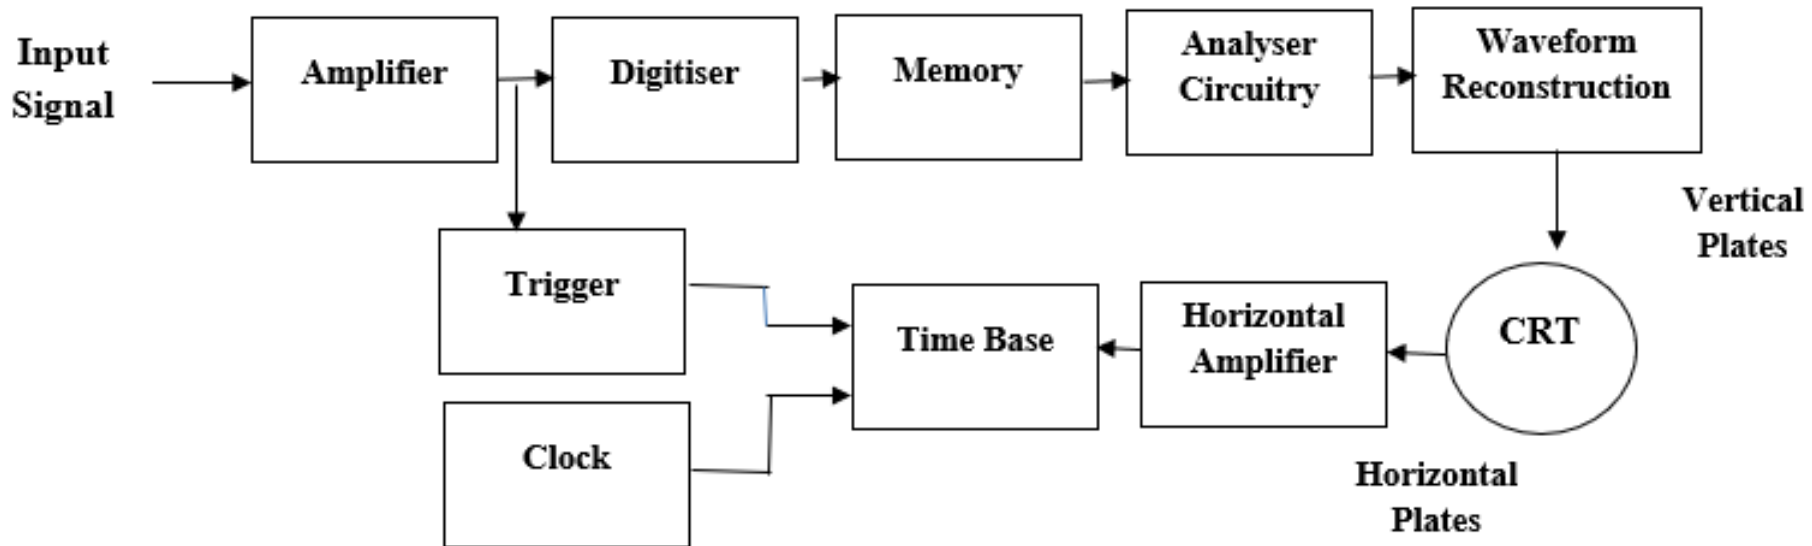 Input
Signal
Amplifier
Digitiser
Memory
Analyser
Circuitry
Waveform
Reconstruction
Vertical
Plates
Trigger
Time Base
Horizontal
Amplifier
CRT
Clock
Horizontal
Plates